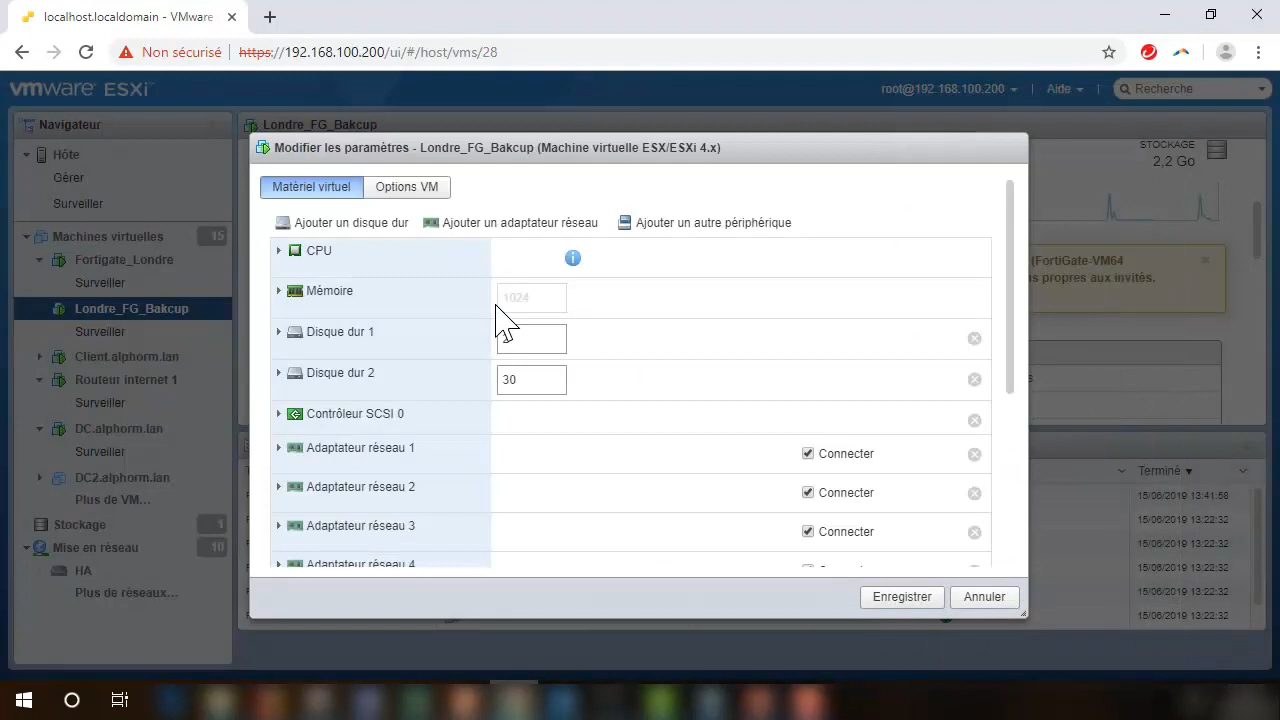 localhost.localdomain - VMware
Non sécurisé
https://192.168.100.200/ui/#/host/vms/28
vmware ESXi
root@192.168.100.200
Aide
Recherche
Navigateur
Hôte
Gérer
Surveiller
Machines virtuelles 15
Fortigate_Londre
Surveiller
Londre_FG_Bakcup
Surveiller
Client.alphorm.lan
Routeur internet 1
Surveiller
DC.alphorm.lan
Surveiller
DC2.alphorm.lan
Plus de VM...
Stockage 1
Mise en réseau 10
HA
Plus de réseaux...
Londre_FG_Bakcup
STOCKAGE
2,2 Go
(FortiGate-VM64
s propres aux invités.
Modifier les paramètres - Londre_FG_Bakcup (Machine virtuelle ESX/ESXi 4.x)
Matériel virtuel
Options VM
Ajouter un disque dur
Ajouter un adaptateur réseau
Ajouter un autre périphérique
CPU
Mémoire
1024
Disque dur 1
Disque dur 2
30
Contrôleur SCSI 0
Adaptateur réseau 1
Connecter
Adaptateur réseau 2
Connecter
Adaptateur réseau 3
Connecter
Adaptateur réseau 4
Enregistrer
Annuler
Terminé
15/06/2019 13:41:58
15/06/2019 13:22:32
15/06/2019 13:22:32
15/06/2019 13:22:32
15/06/2019 13:22:32
15/06/2019 13:22:32